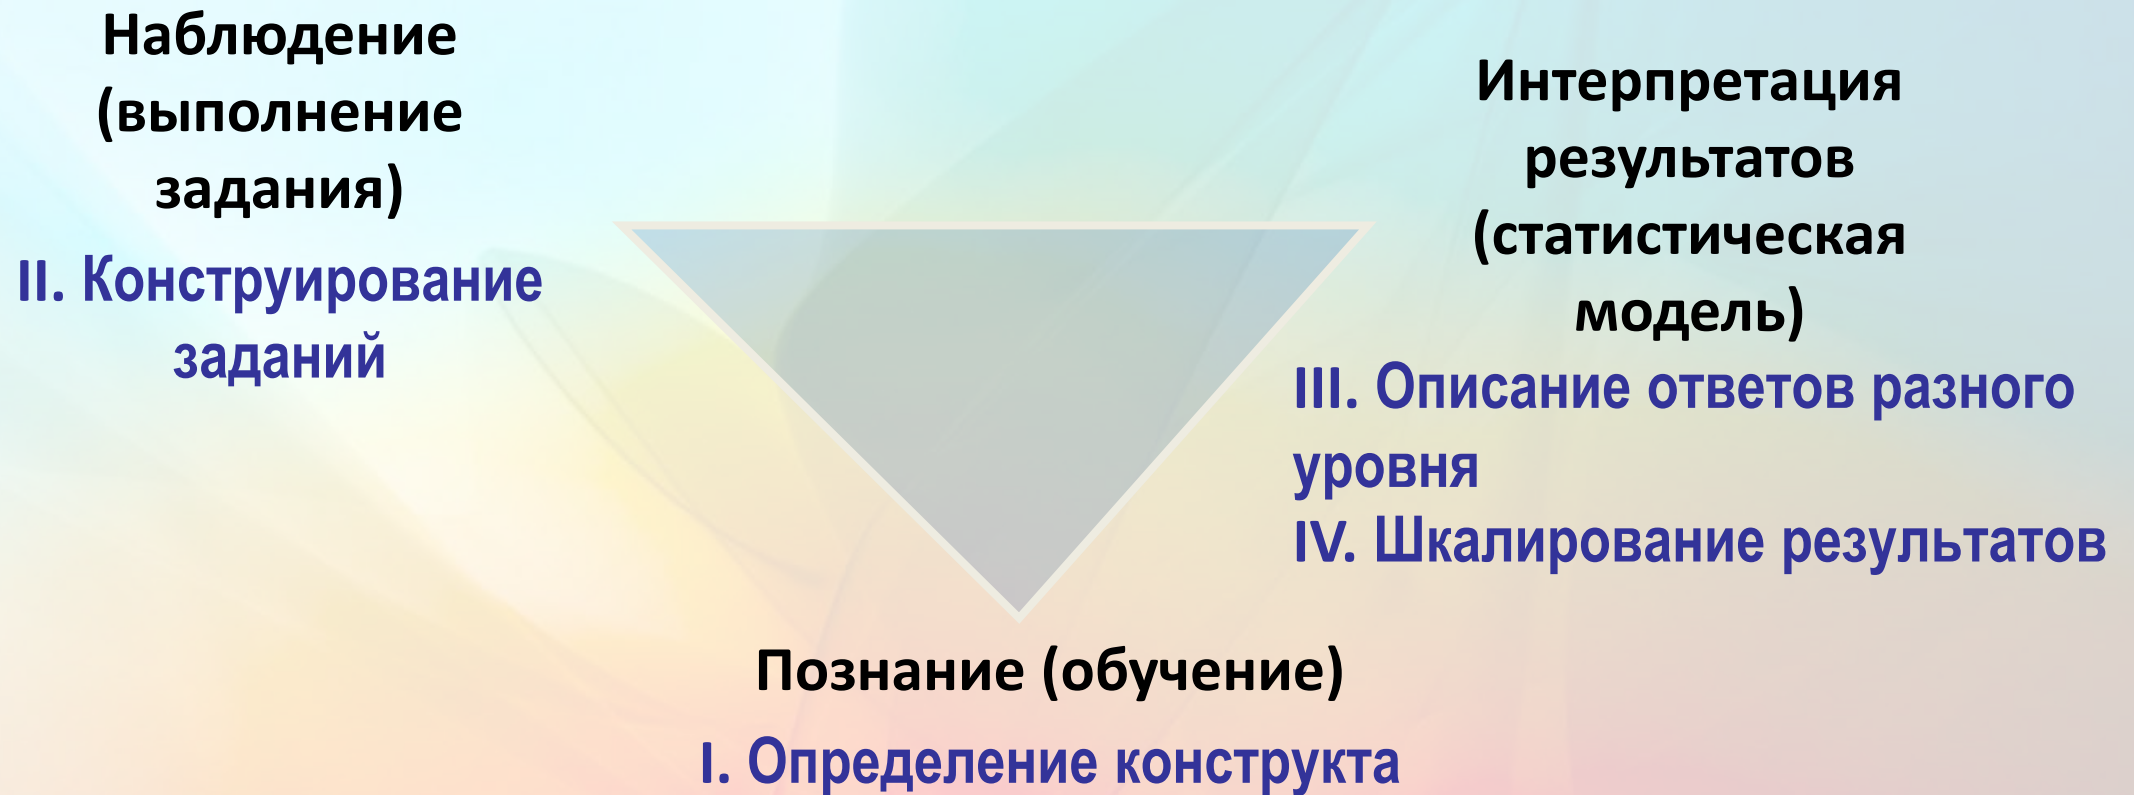 Наблюдение
(выполнение
задания)
II. Конструирование
заданий
Интерпретация
результатов
(статистическая
модель)
III. Описание ответов разного
уровня
IV. Шкалирование результатов
Познание (обучение)
I. Определение конструкта